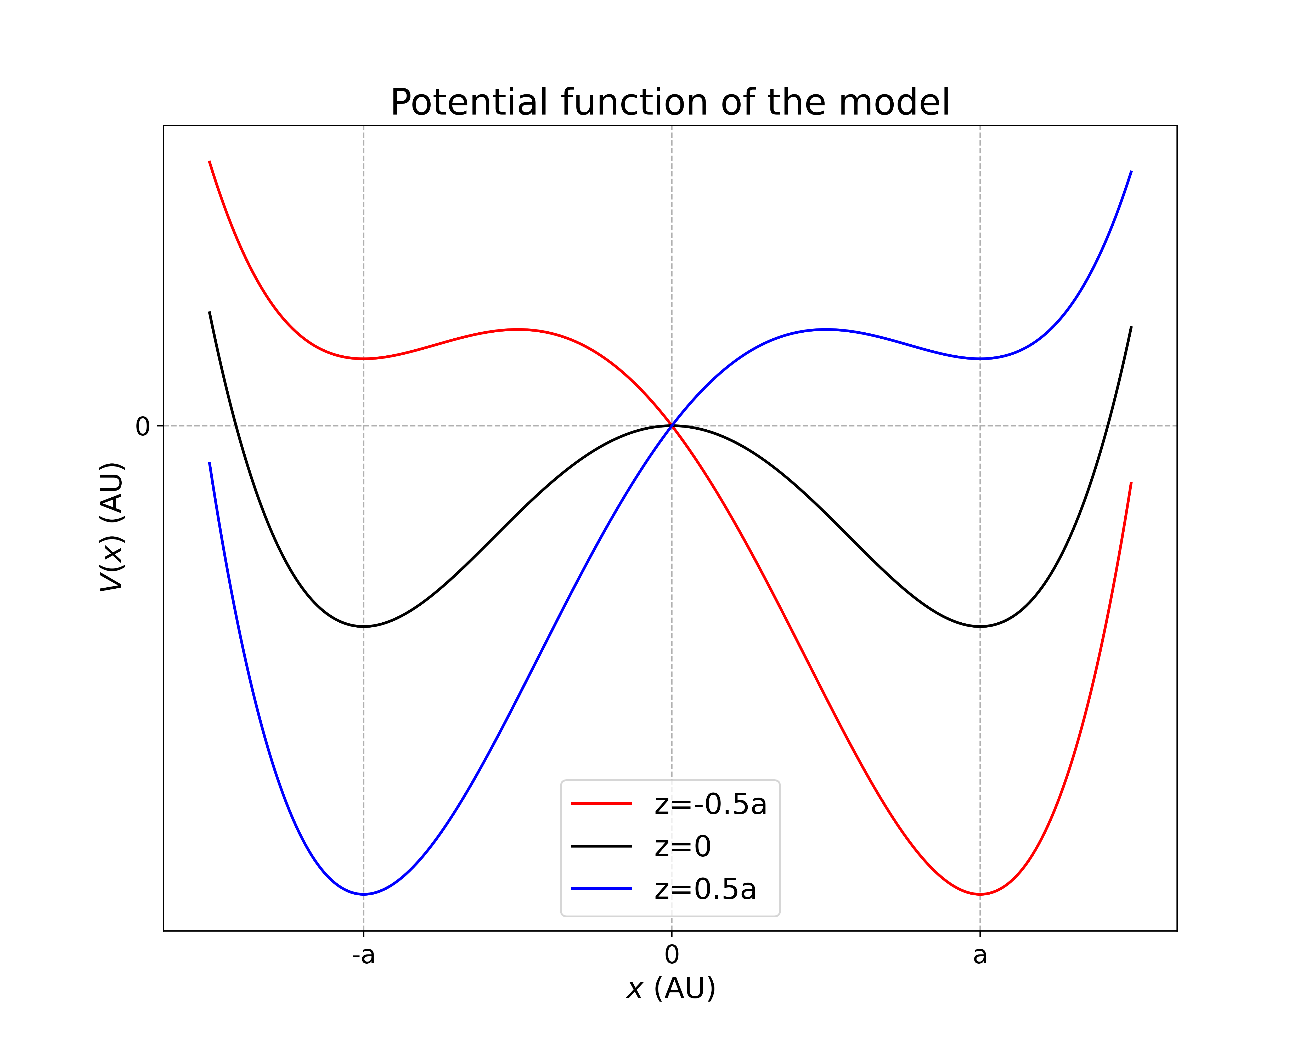 Potential function of the model
0
V(x) (AU)
z=-0.5a
z=0
z=0.5a
-a
0
a
x (AU)